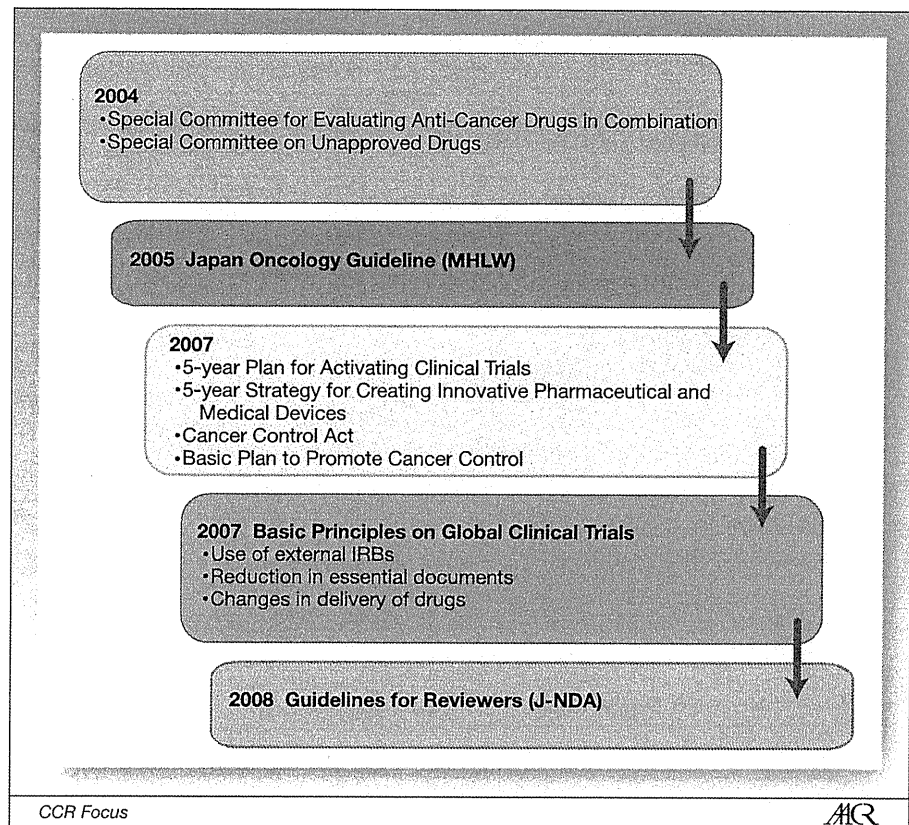 2004
•Special Committee for Evaluating Anti-Cancer Drugs in Combination
•Special Committee on Unapproved Drugs
2005 Japan Oncology Guideline (MHLW)
2007
•5-year Plan for Activating Clinical Trials
•5-year Strategy for Creating Innovative Pharmaceutical and
Medical Devices
•Cancer Control Act
•Basic Plan to Promote Cancer Control
2007 Basic Principles on Global Clinical Trials
•Use of external IRBs
•Reduction in essential documents
•Changes in delivery of drugs
2008 Guidelines for Reviewers (J-NDA)
CCR Focus
AACR